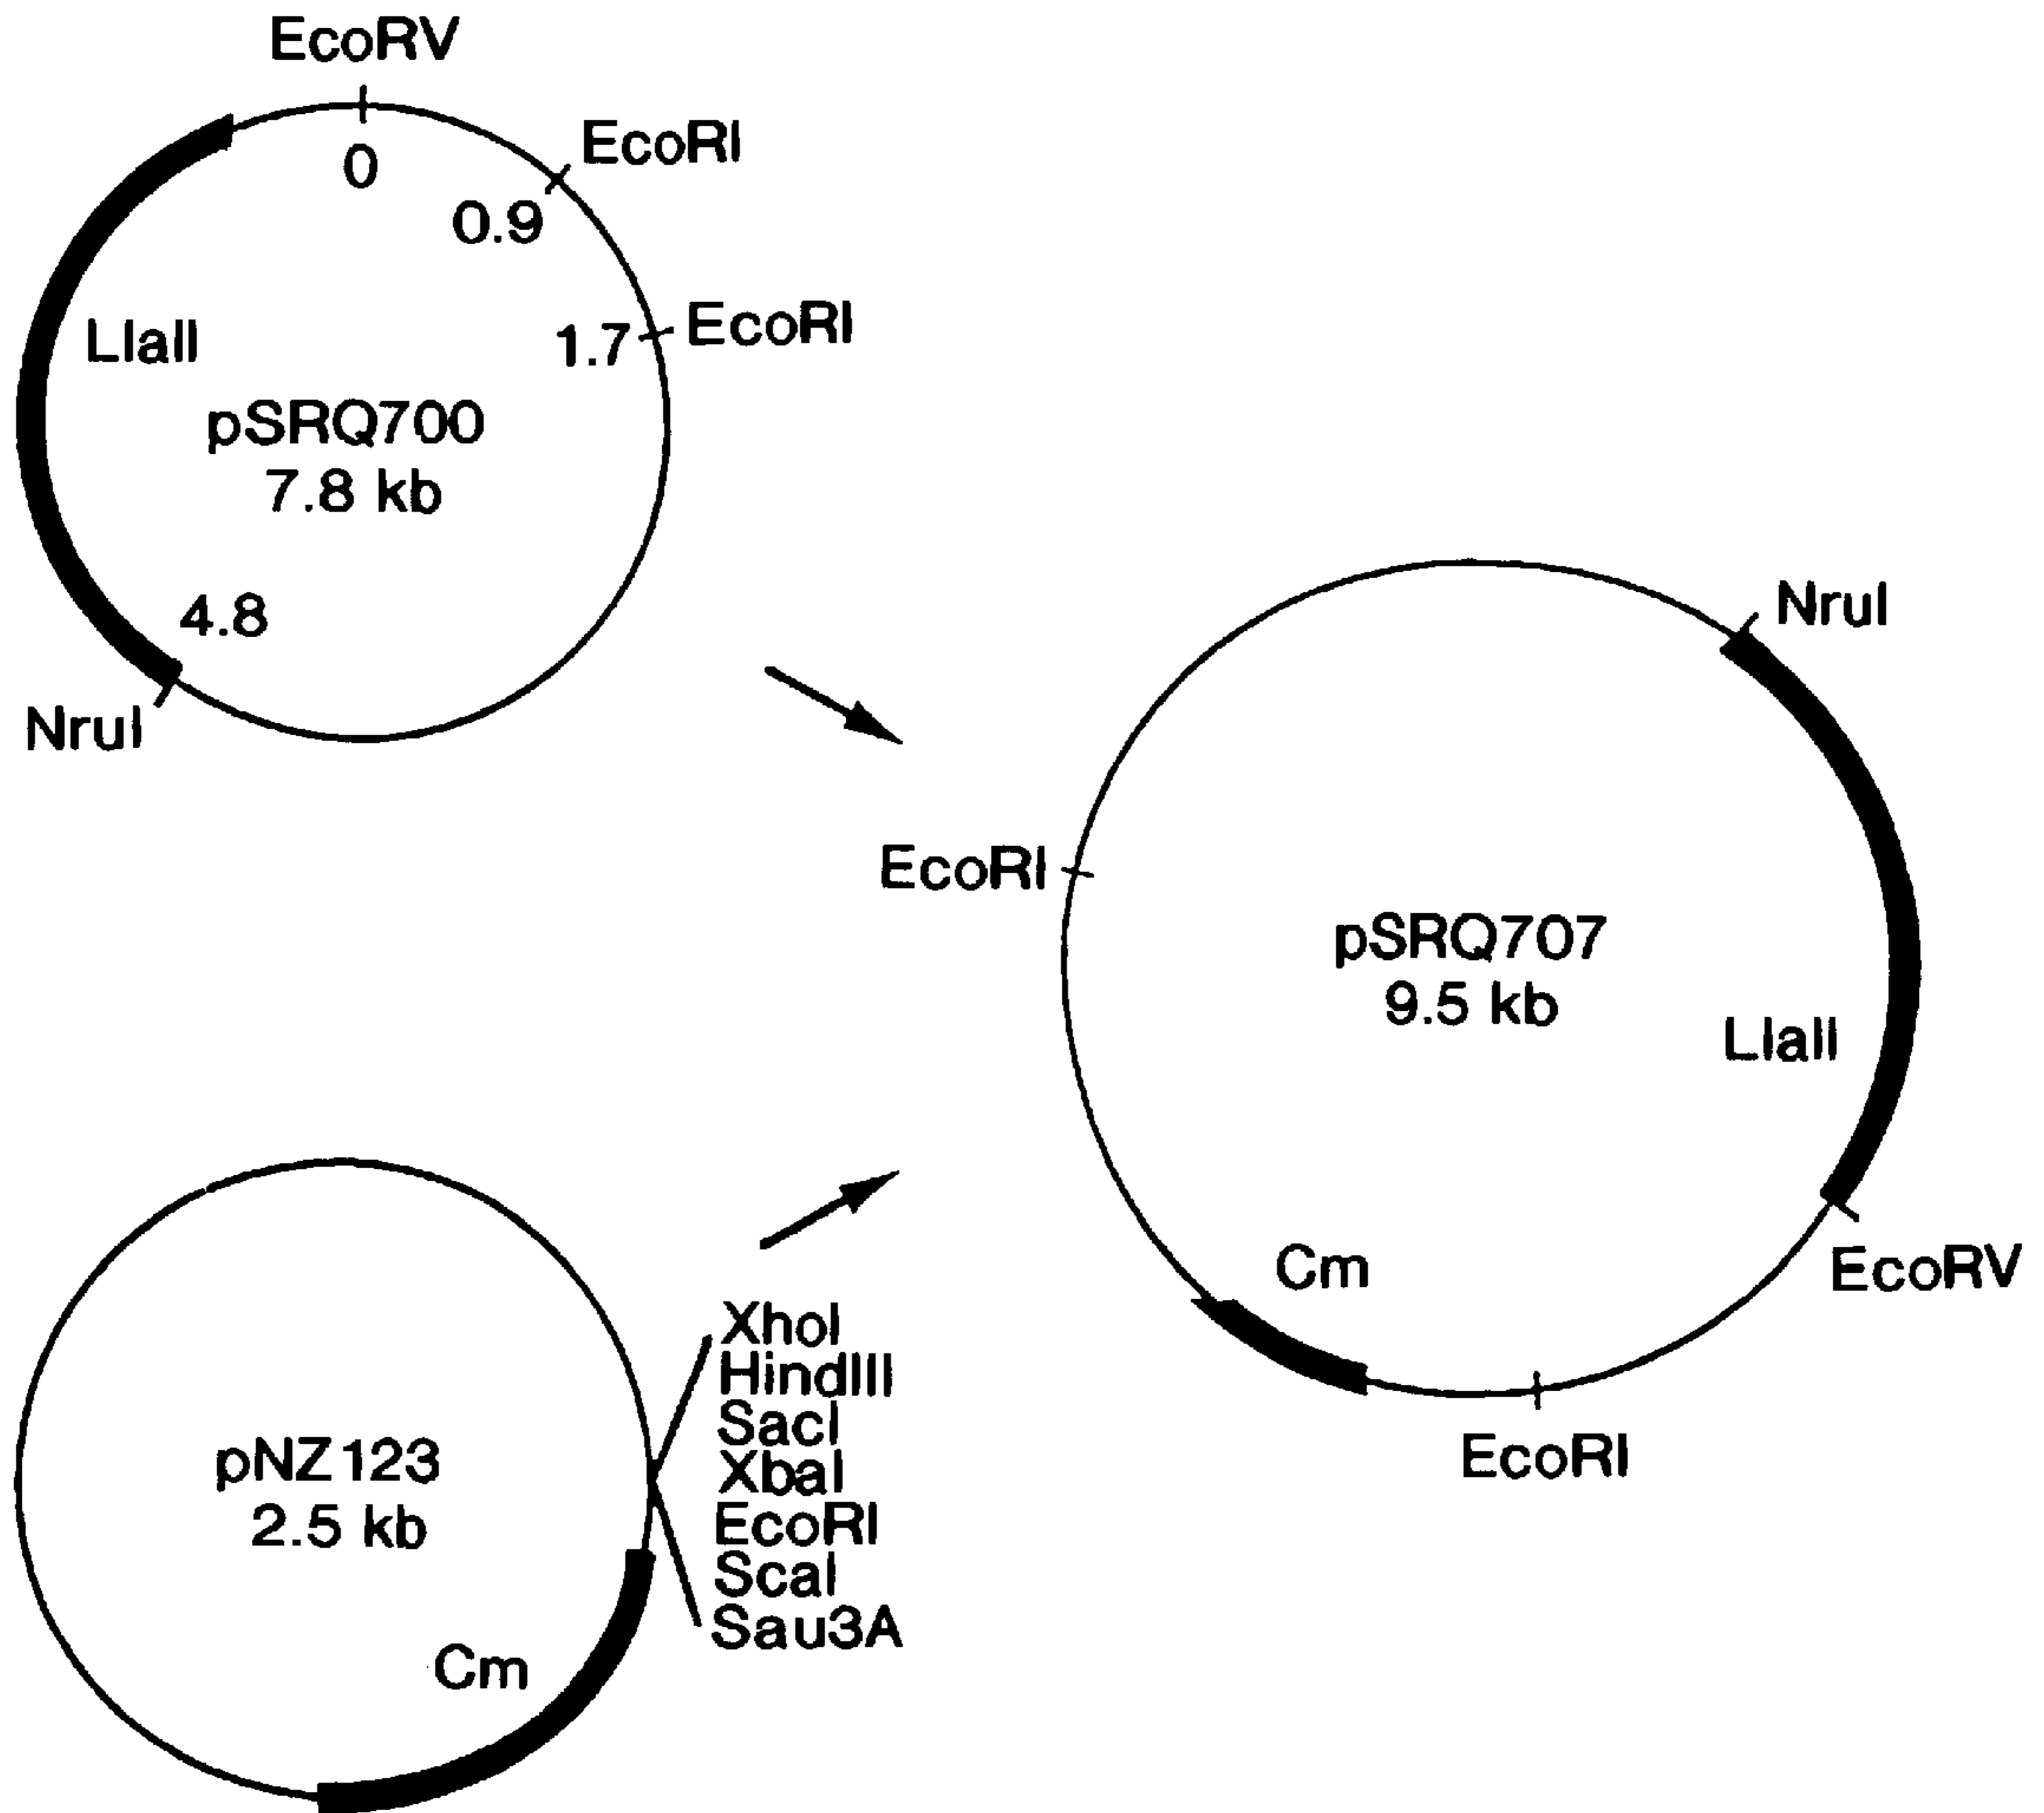 EcoRV
0
EcoRI
0.9
EcoRI
1.7
LlaII
pSRQ700
7.8 kb
4.8
NruI
NruI
EcoRI
pSRQ707
9.5 kb
LlaII
Cm
EcoRV
EcoRI
XhoI
HindIII
SacI
XbaI
EcoRI
ScaI
Sau3A
pNZ123
2.5 kb
Cm